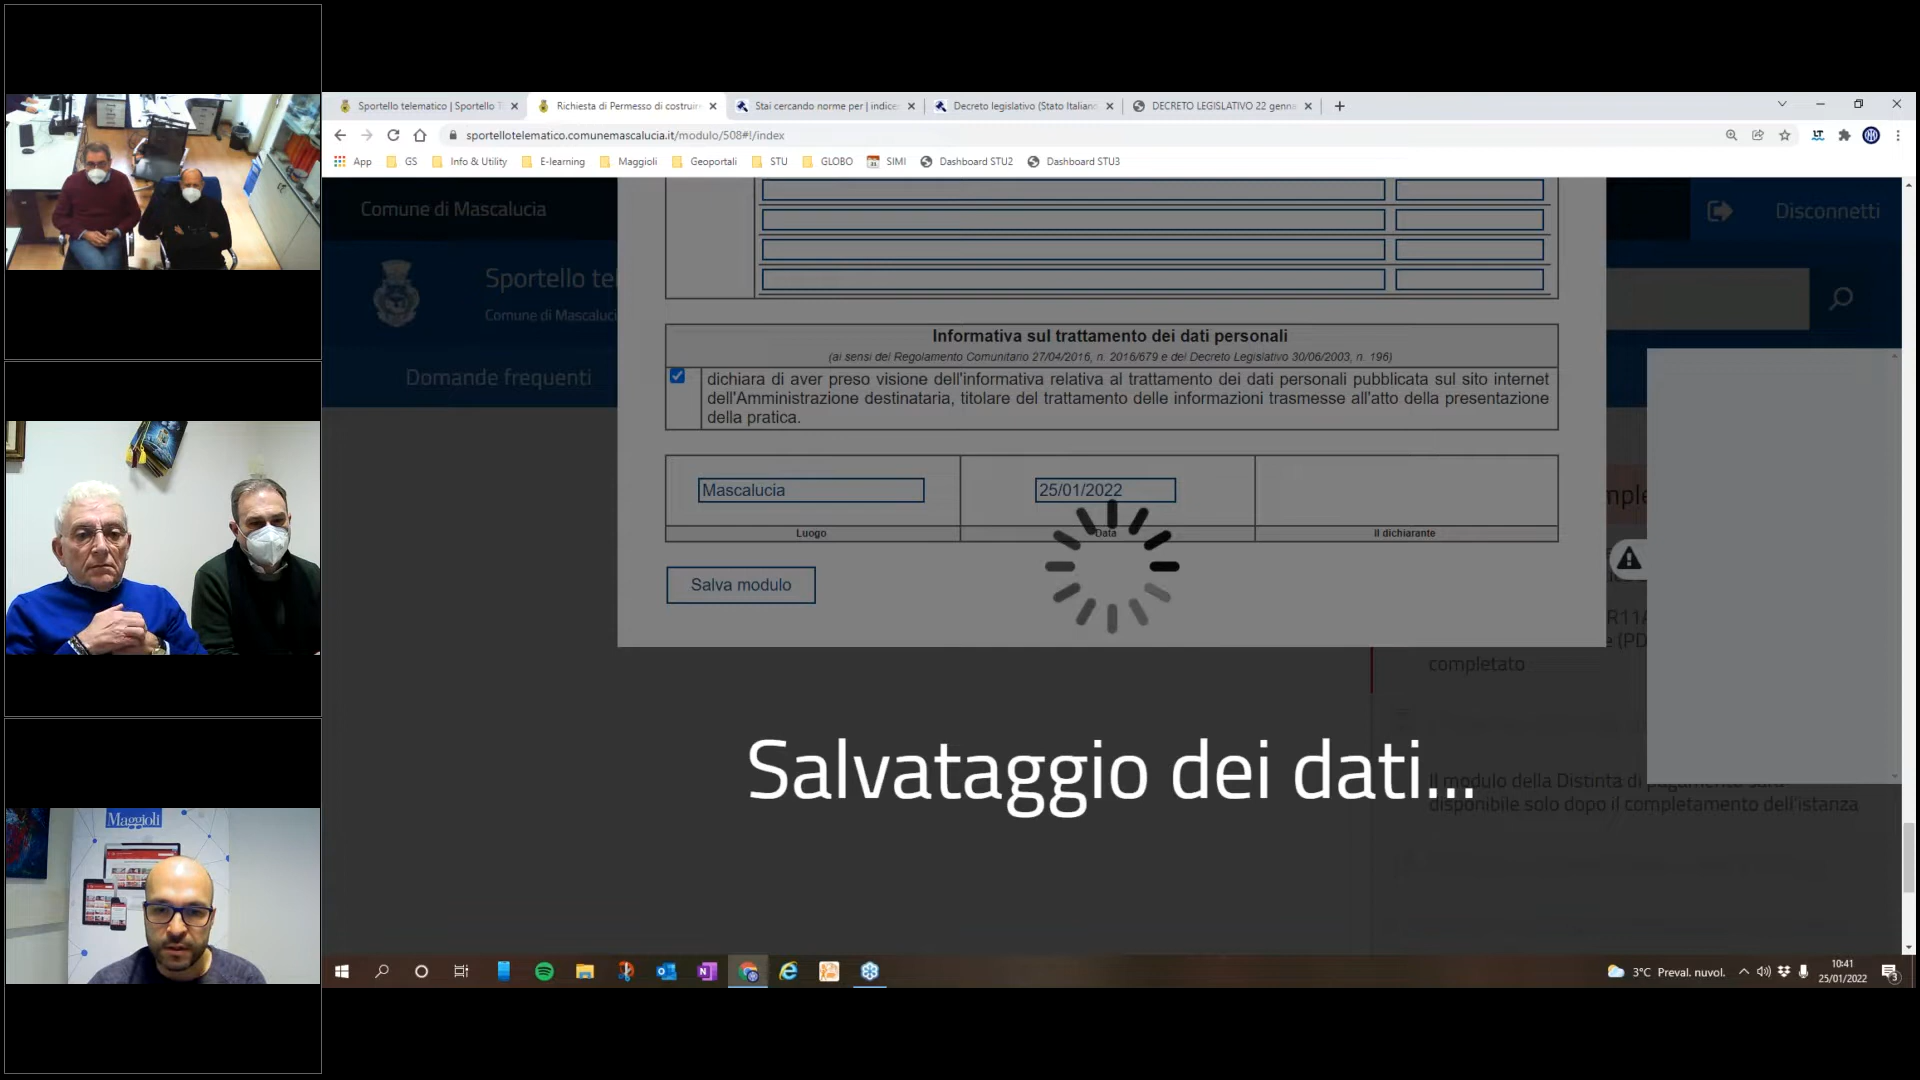 Sportello telematico | Sportello T
Richiesta di Permesso di costruir
Stai cercando norme per | indice
Decreto legislativo (Stato Italiano
DECRETO LEGISLATIVO 22 genn
sportellotelematico.comunemascalucia.it/modulo/508#!/index
App
GS
Info & Utility
E-learning
Maggioli
Geoportali
STU
GLOBO
SIMI
Dashboard STU2
Dashboard STU3
Comune di Mascalucia
Disconnetti
Sportello te
Comune di Mascaluci
Domande frequenti
Informativa sul trattamento dei dati personali
(ai sensi del Regolamento Comunitario 27/04/2016, n. 2016/679 e del Decreto Legislativo 30/06/2003, n. 196)
dichiara di aver preso visione dell'informativa relativa al trattamento dei dati personali pubblicata sul sito internet
dell'Amministrazione destinataria, titolare del trattamento delle informazioni trasmesse all'atto della presentazione
della pratica.
Mascalucia
25/01/2022
Luogo
Data
Il dichiarante
Salva modulo
R11/
e (PD
completato
Salvataggio dei dati...
Il modulo della Distinta di pagamento sarà
disponibile solo dopo il completamento dell'istanza
Maggioli
3°C Preval. nuvol.
10:41
25/01/2022
3